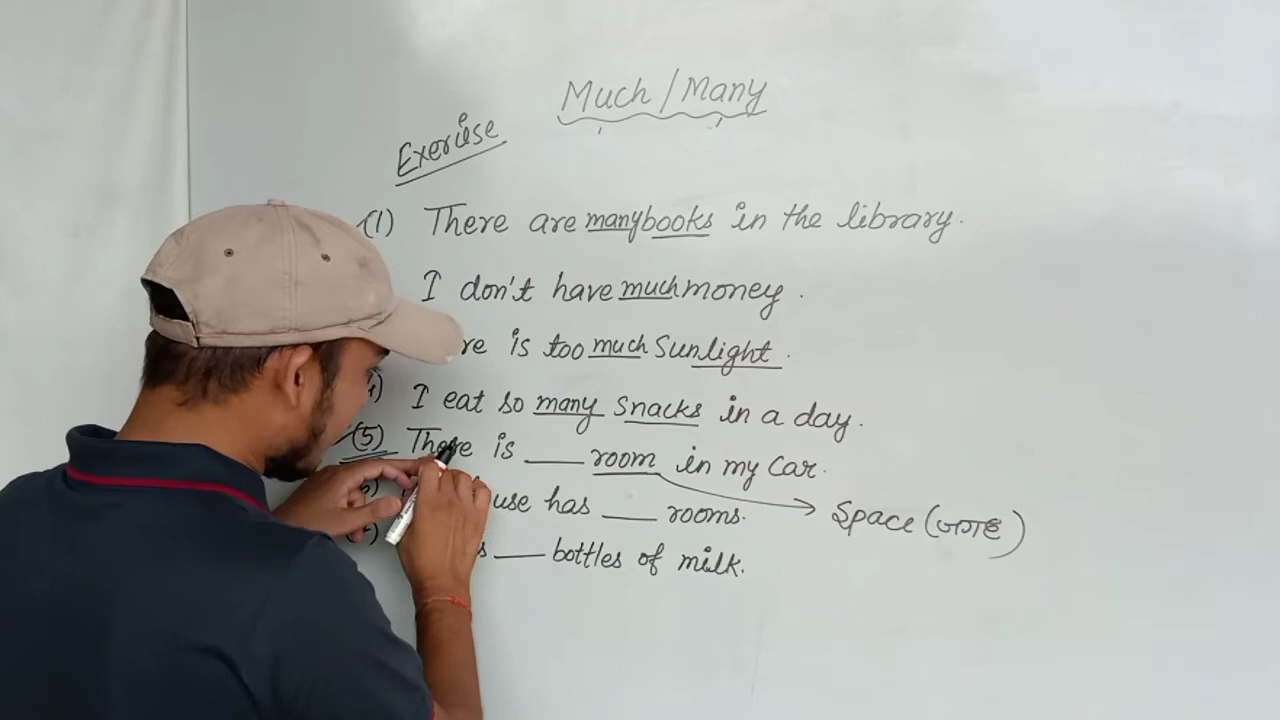 Much/Many
Exercise
(1) There are many books in the library.
I don't have much money.
re is too much Sunlight.
) I eat so many snacks in a day.
(5) There is ___ room in my Car.
Space (जगह)
use has ___ rooms.
s ___ bottles of milk.